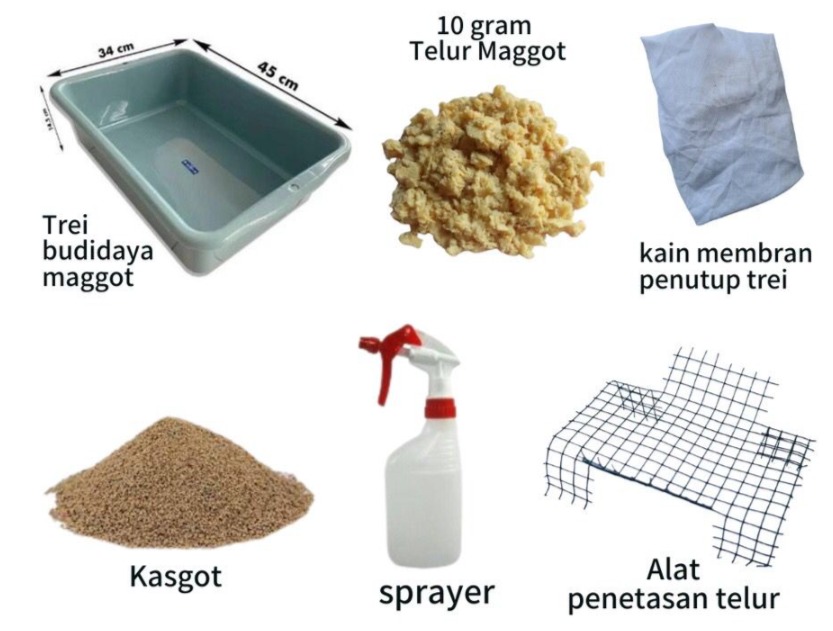 34 cm
45 cm
10 gram
Telur Maggot
Trei
budidaya
maggot
kain membran
penutup trei
Kasgot
sprayer
Alat
penetasan telur